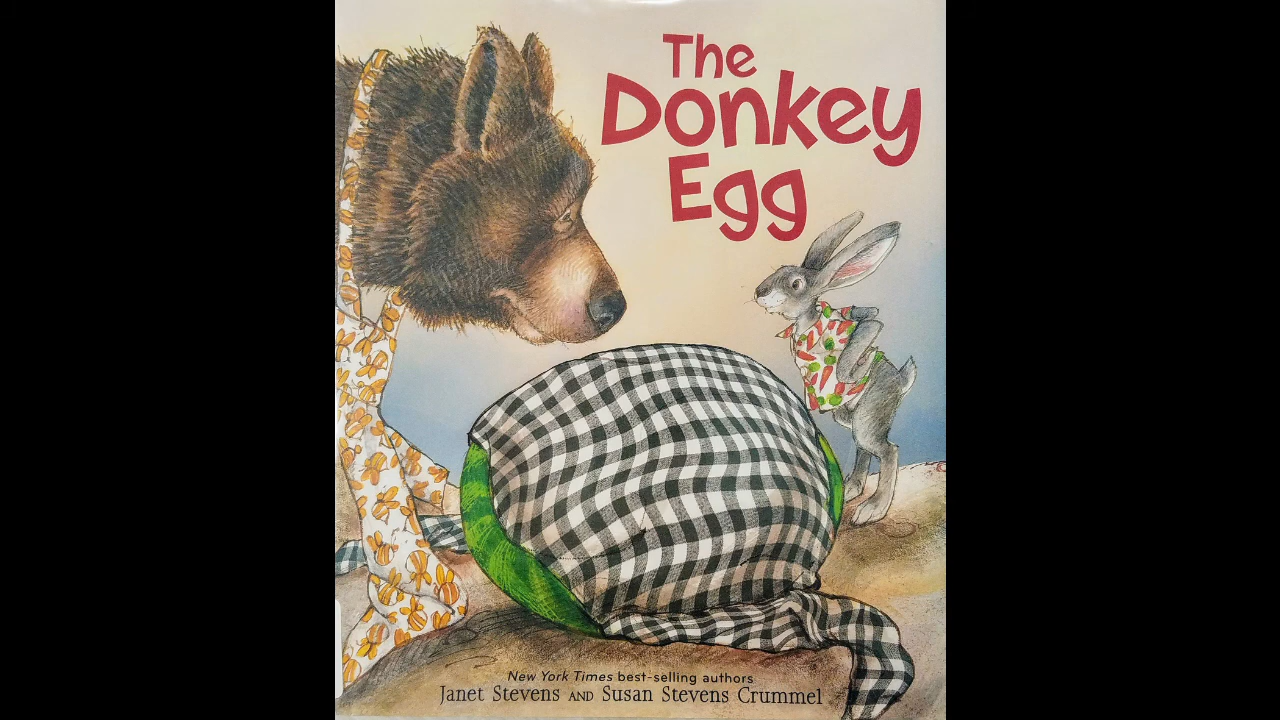 The
Donkey
Egg
New York Times best-selling authors
Janet Stevens AND Susan Stevens Crummel